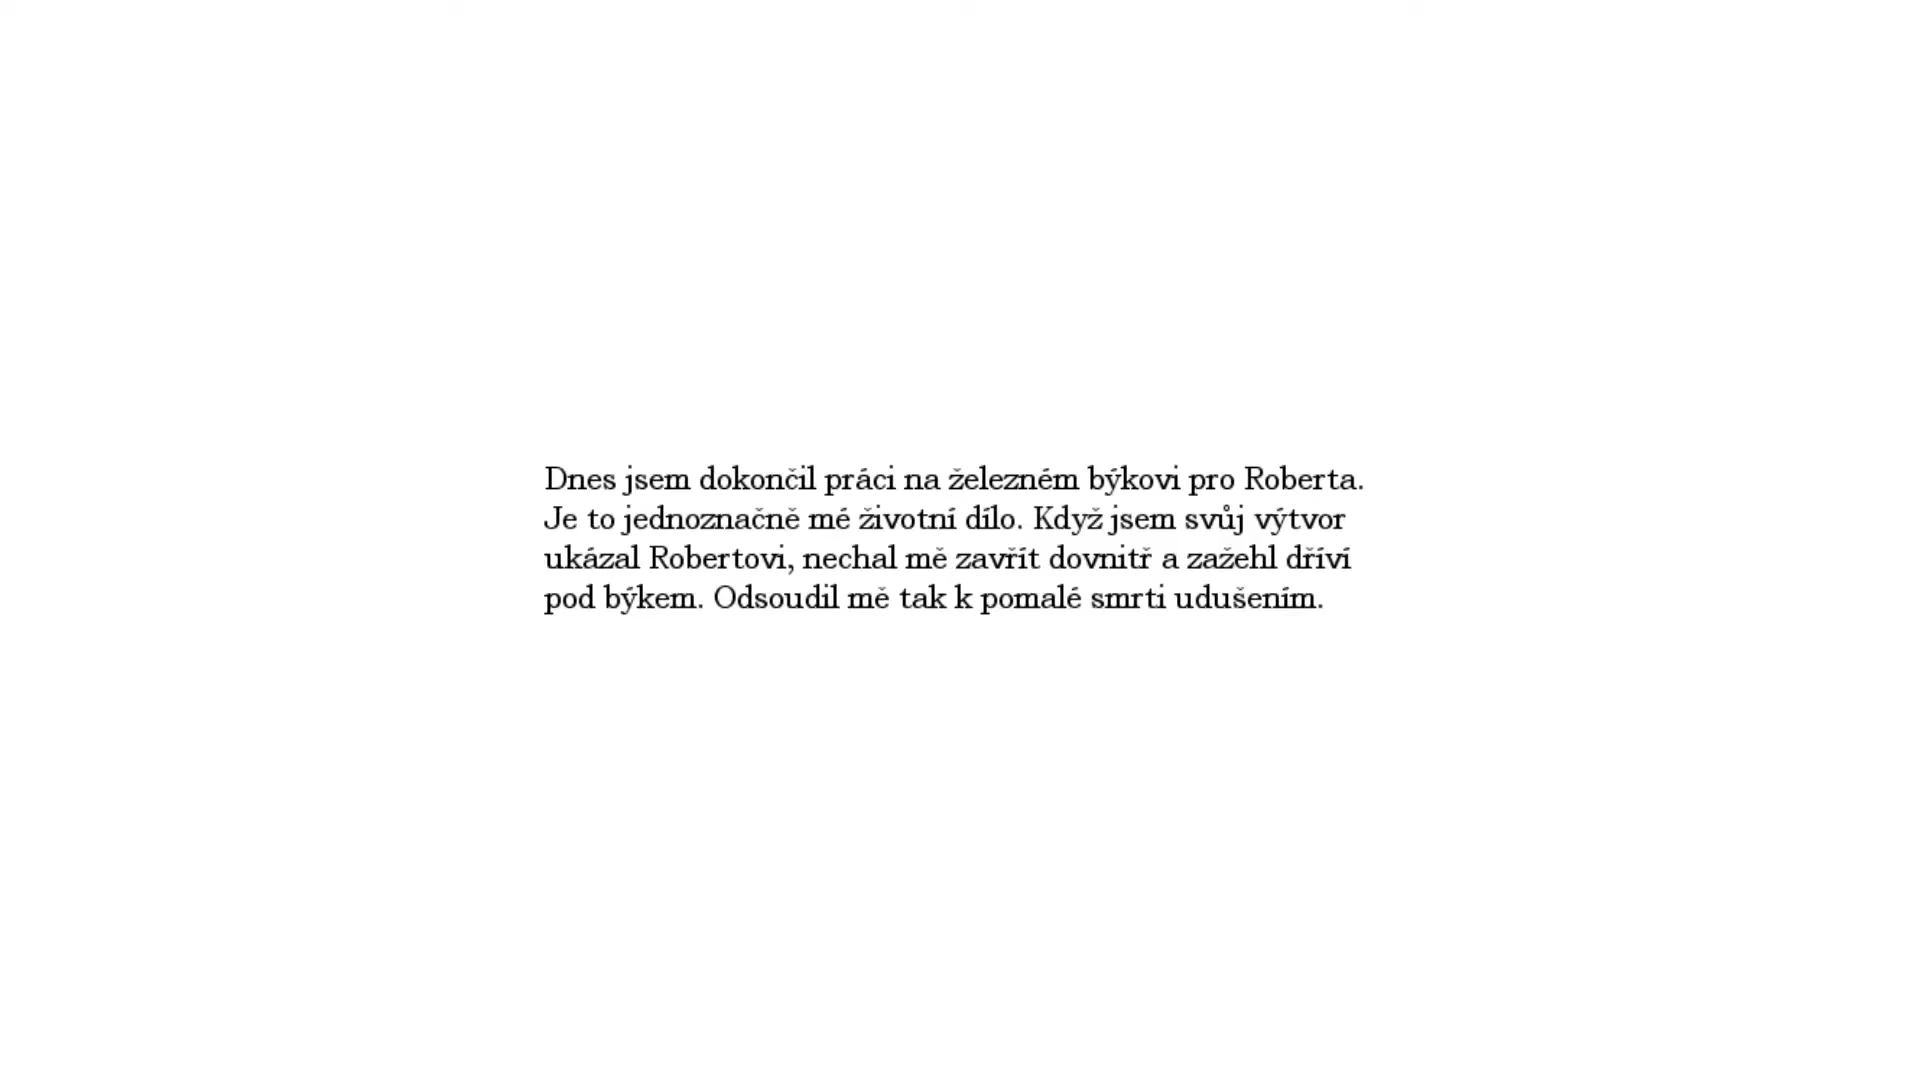 Dnes jsem dokončil práci na železném býkovi pro Roberta.
Je to jednoznačně mé životní dílo. Když jsem svůj výtvor
ukázal Robertovi, nechal mě zavřít dovnitř a zažehl dříví
pod býkem. Odsoudil mě tak k pomalé smrti udušením.